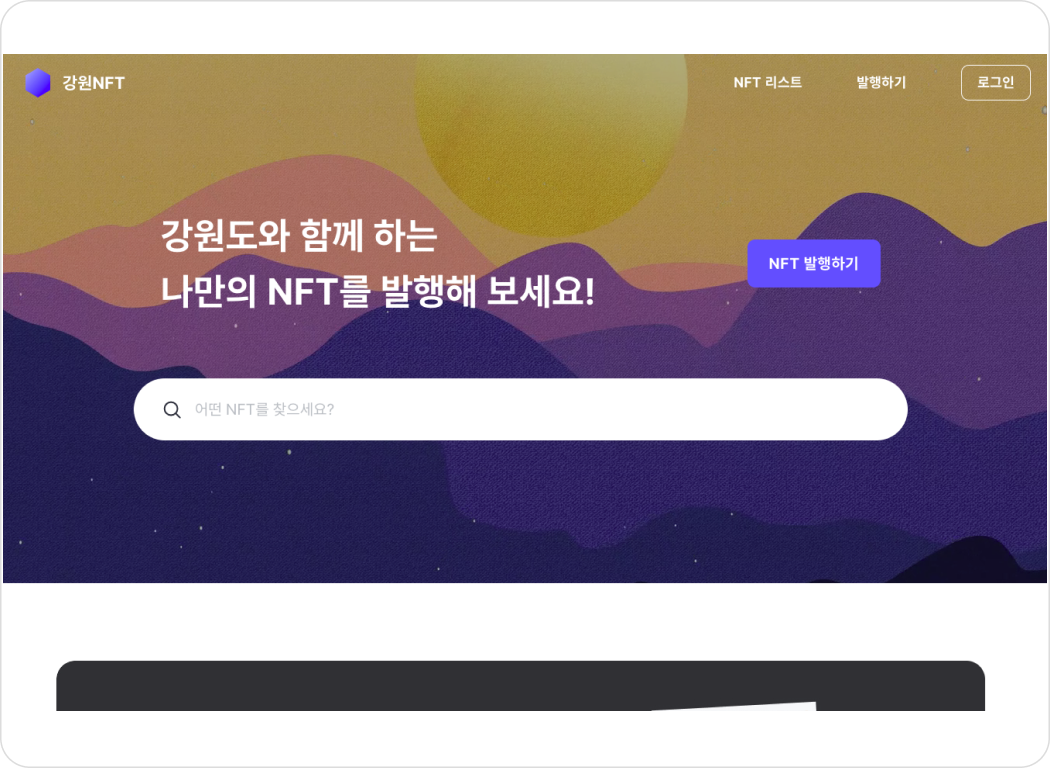 강원NFT
NFT 리스트
발행하기
로그인
강원도와 함께 하는
나만의 NFT를 발행해 보세요!
NFT 발행하기
어떤 NFT를 찾으세요?